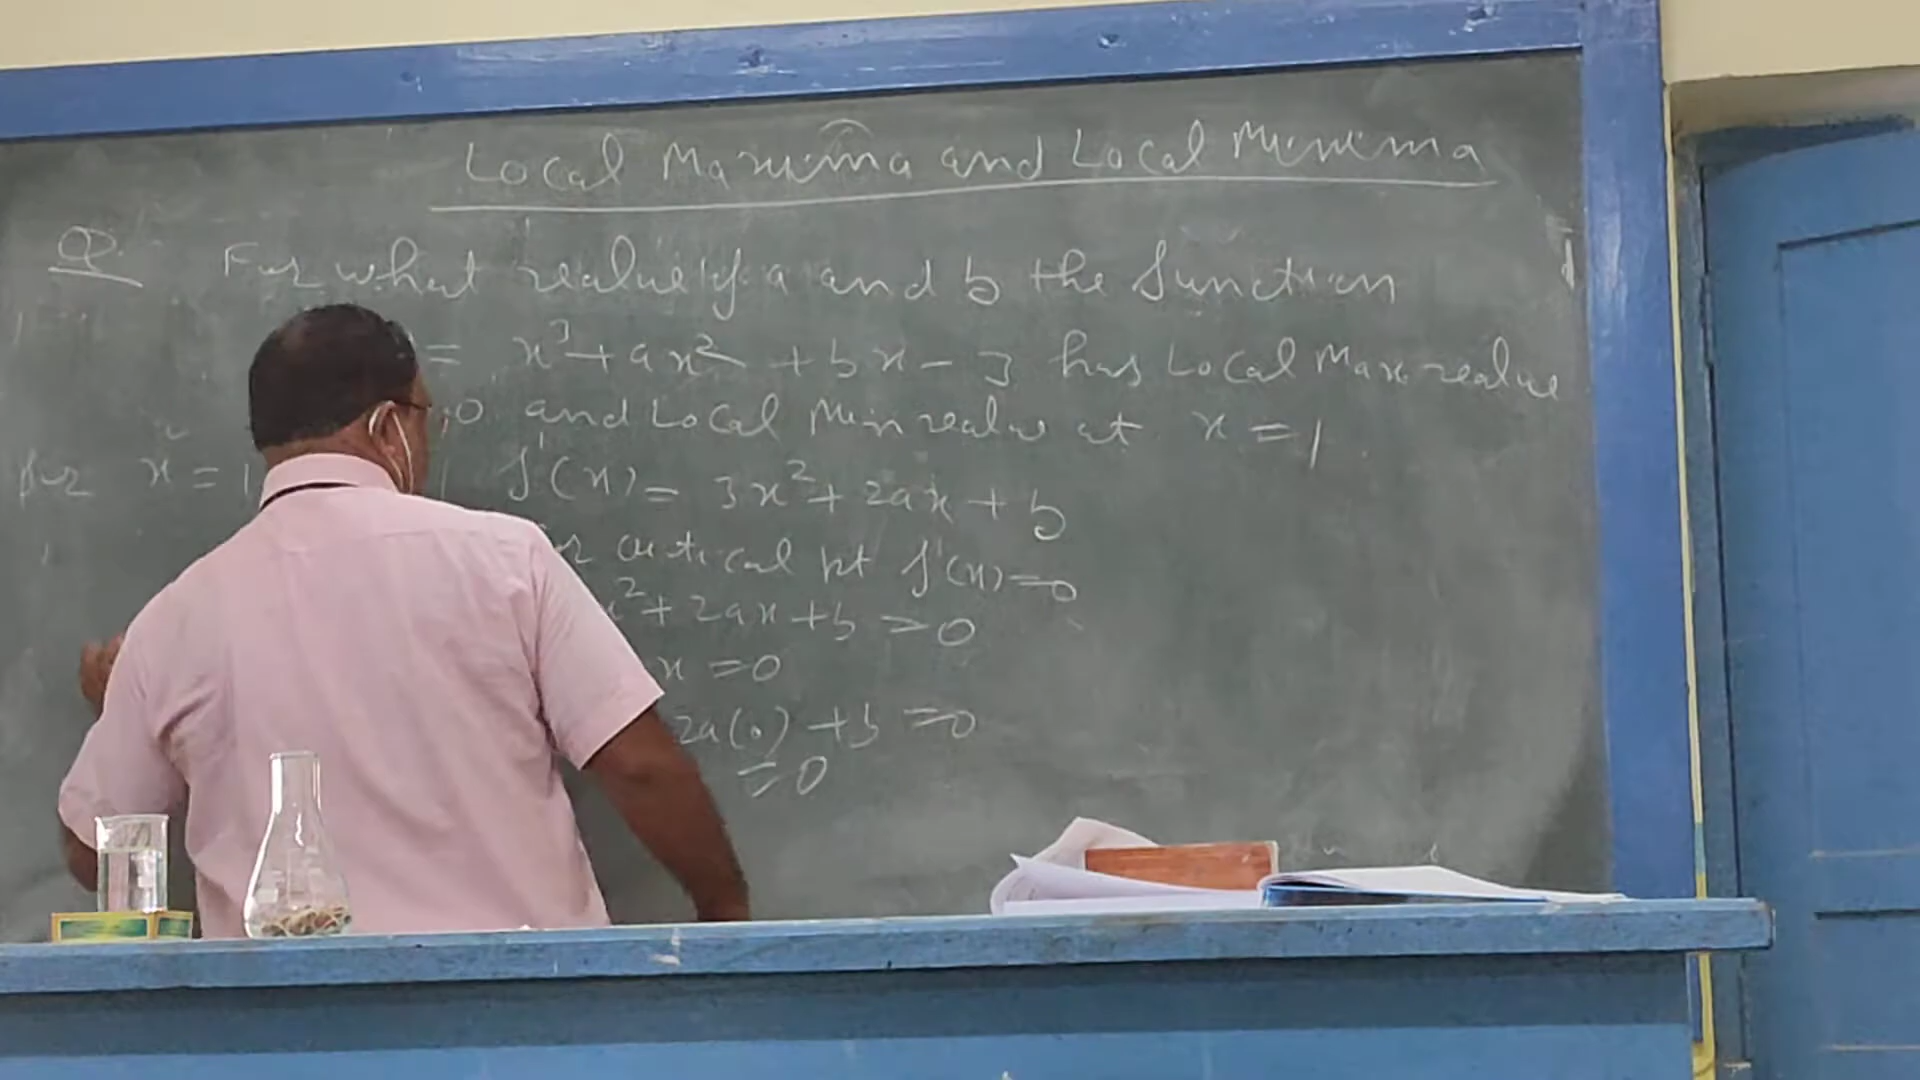 Local Maxima and Local Minima
Q. For what value of a and b the function
= x³ + ax² + bx - 3 has Local Max value
0 and Local Min value at x = 1
for x = 1
f'(x) = 3x² + 2ax + b
critical pt f'(x) = 0
x² + 2ax + b = 0
x = 0
2a(0) + b = 0
= 0